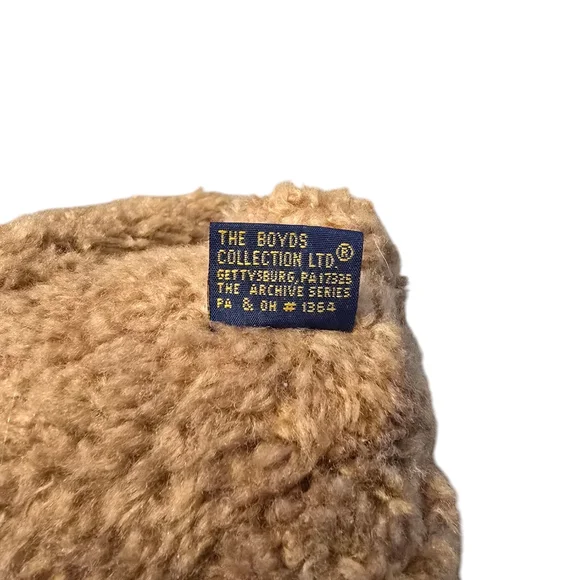 THE BOYDS
COLLECTION LTD.®
GETTYSBURG, PA 17325
THE ARCHIVE SERIES
PA & OH # 1364